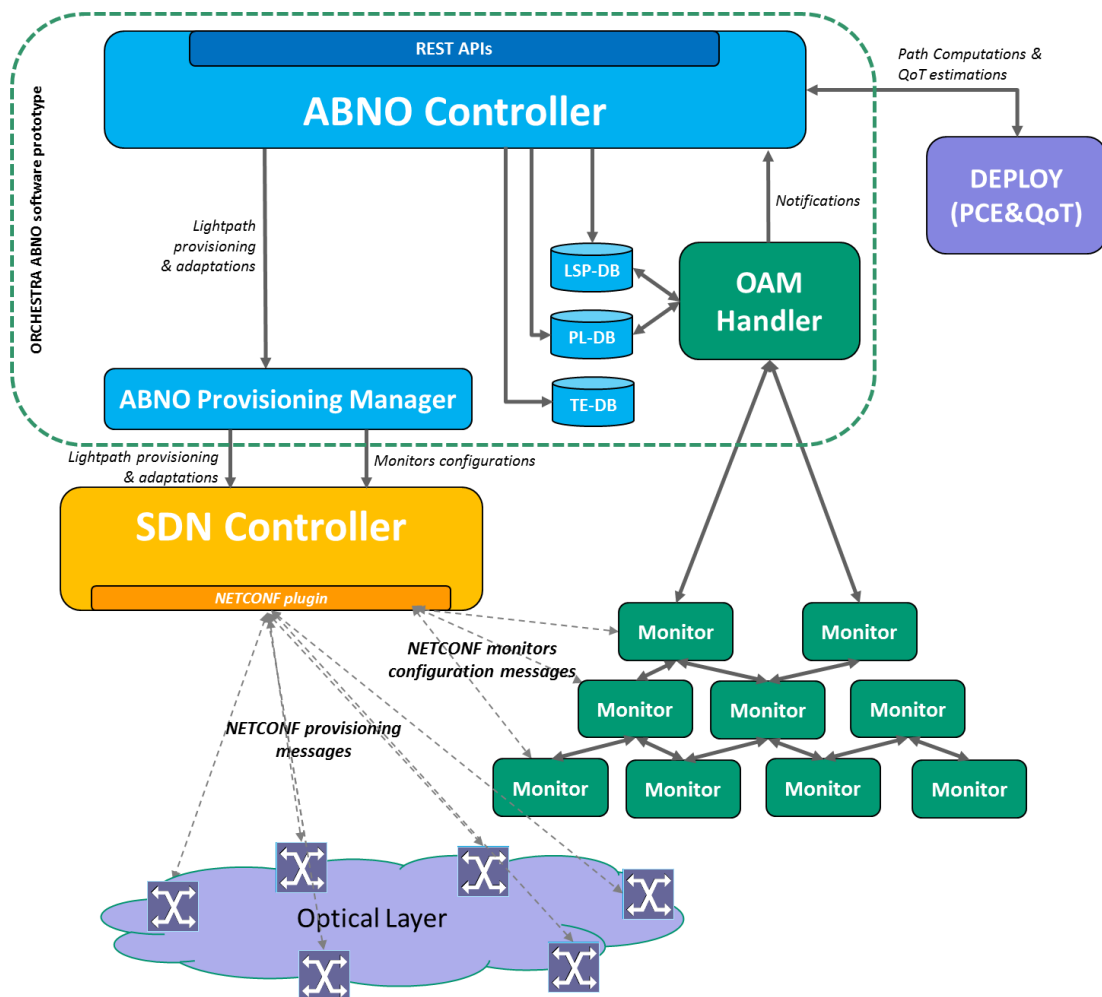 REST APIs
ABNO Controller
ORCHESTRA ABNO software prototype
Path Computations &
QoT estimations
DEPLOY
(PCE&QoT)
Lightpath
provisioning
& adaptations
Notifications
LSP-DB
PL-DB
TE-DB
OAM
Handler
ABNO Provisioning Manager
Lightpath provisioning
& adaptations
Monitors configurations
SDN Controller
NETCONF plugin
NETCONF monitors
configuration messages
NETCONF provisioning
messages
Monitor
Monitor
Monitor
Monitor
Monitor
Monitor
Monitor
Monitor
Monitor
Optical Layer